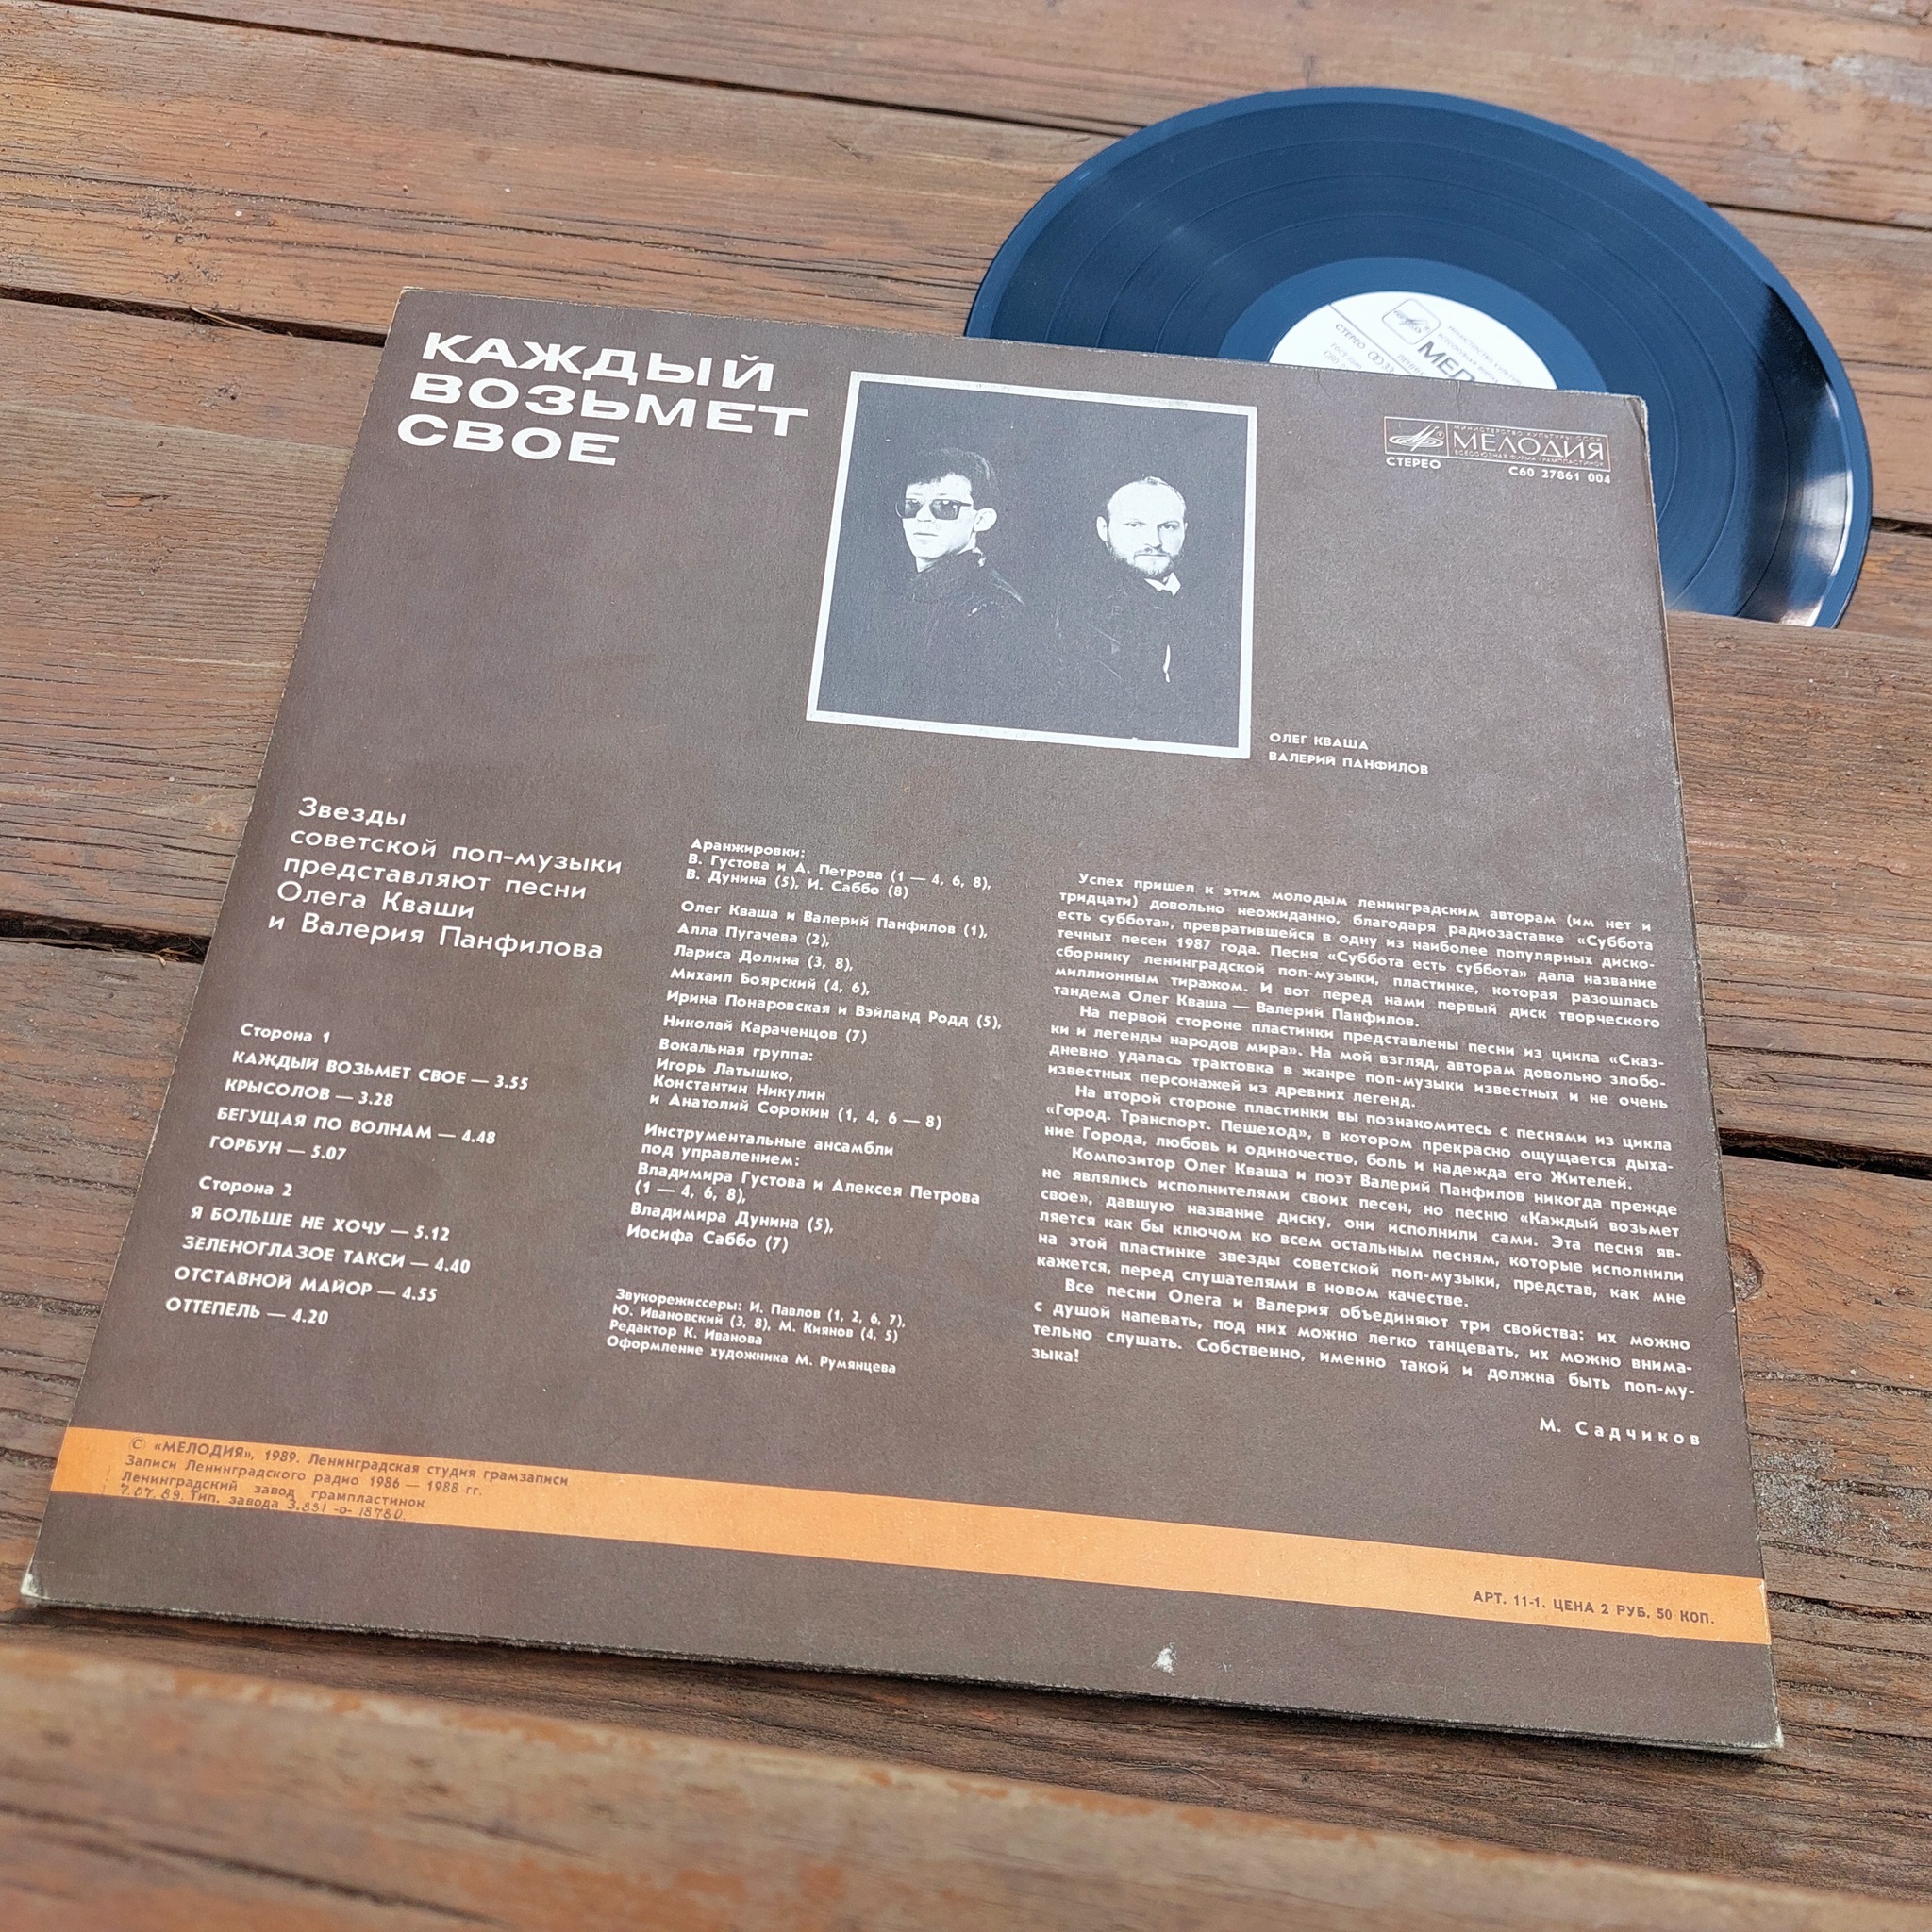 КАЖДЫЙ
ВОЗЬМЕТ
СВОЕ
МИНИСТЕРСТВО КУЛЬТУРЫ СССР
МЕЛОДИЯ
ВСЕСОЮЗНАЯ ФИРМА ГРАМПЛАСТИНОК
СТЕРЕО
С60 27861 004
СТЕРЕО
ОЛЕГ КВАША
ВАЛЕРИЙ ПАНФИЛОВ
Звезды
советской поп-музыки
представляют песни
Олега Кваши
и Валерия Панфилова
Сторона 1
КАЖДЫЙ ВОЗЬМЕТ СВОЕ — 3.55
КРЫСОЛОВ — 3.28
БЕГУЩАЯ ПО ВОЛНАМ — 4.48
ГОРБУН — 5.07
Сторона 2
Я БОЛЬШЕ НЕ ХОЧУ — 5.12
ЗЕЛЕНОГЛАЗОЕ ТАКСИ — 4.40
ОТСТАВНОЙ МАЙОР — 4.55
ОТТЕПЕЛЬ — 4.20
Аранжировки:
В. Густова и А. Петрова (1 — 4, 6, 8),
В. Дунина (5), И. Саббо (8)
Олег Кваша и Валерий Панфилов (1),
Алла Пугачева (2),
Лариса Долина (3, 8),
Михаил Боярский (4, 6),
Ирина Понаровская и Вэйланд Родд (5),
Николай Караченцов (7)
Вокальная группа:
Игорь Латышко,
Константин Никулин
и Анатолий Сорокин (1, 4, 6 — 8)
Инструментальные ансамбли
под управлением:
Владимира Густова и Алексея Петрова
(1 — 4, 6, 8),
Владимира Дунина (5),
Иосифа Саббо (7)
Звукорежиссеры: И. Павлов (1, 2, 6, 7),
Ю. Ивановский (3, 8), М. Киянов (4, 5)
Редактор К. Иванова
Оформление художника М. Румянцева
Успех пришел к этим молодым ленинградским авторам (им нет и
тридцати) довольно неожиданно, благодаря радиозаставке «Суббота
есть суббота», превратившейся в одну из наиболее популярных диско-
течных песен 1987 года. Песня «Суббота есть суббота» дала название
сборнику ленинградской поп-музыки, пластинке, которая разошлась
миллионным тиражом. И вот перед нами первый диск творческого
тандема Олег Кваша — Валерий Панфилов.
На первой стороне пластинки представлены песни из цикла «Сказ-
ки и легенды народов мира». На мой взгляд, авторам довольно злобо-
дневно удалась трактовка в жанре поп-музыки известных и не очень
известных персонажей из древних легенд.
На второй стороне пластинки вы познакомитесь с песнями из цикла
«Город. Транспорт. Пешеход», в котором прекрасно ощущается дыха-
ние Города, любовь и одиночество, боль и надежда его Жителей.
Композитор Олег Кваша и поэт Валерий Панфилов никогда прежде
не являлись исполнителями своих песен, но песню «Каждый возьмет
свое», давшую название диску, они исполнили сами. Эта песня яв-
ляется как бы ключом ко всем остальным песням, которые исполнили
на этой пластинке звезды советской поп-музыки, представ, как мне
кажется, перед слушателями в новом качестве.
Все песни Олега и Валерия объединяют три свойства: их можно
с душой напевать, под них можно легко танцевать, их можно внима-
тельно слушать. Собственно, именно такой и должна быть поп-му-
зыка!
М. Садчиков
© «МЕЛОДИЯ», 1989. Ленинградская студия грамзаписи
Записи Ленинградского радио 1986 — 1988 гг.
Ленинградский завод грампластинок
7.07.89. Тип. завода З.831 -о- 18780.
АРТ. 11-1. ЦЕНА 2 РУБ. 50 КОП.